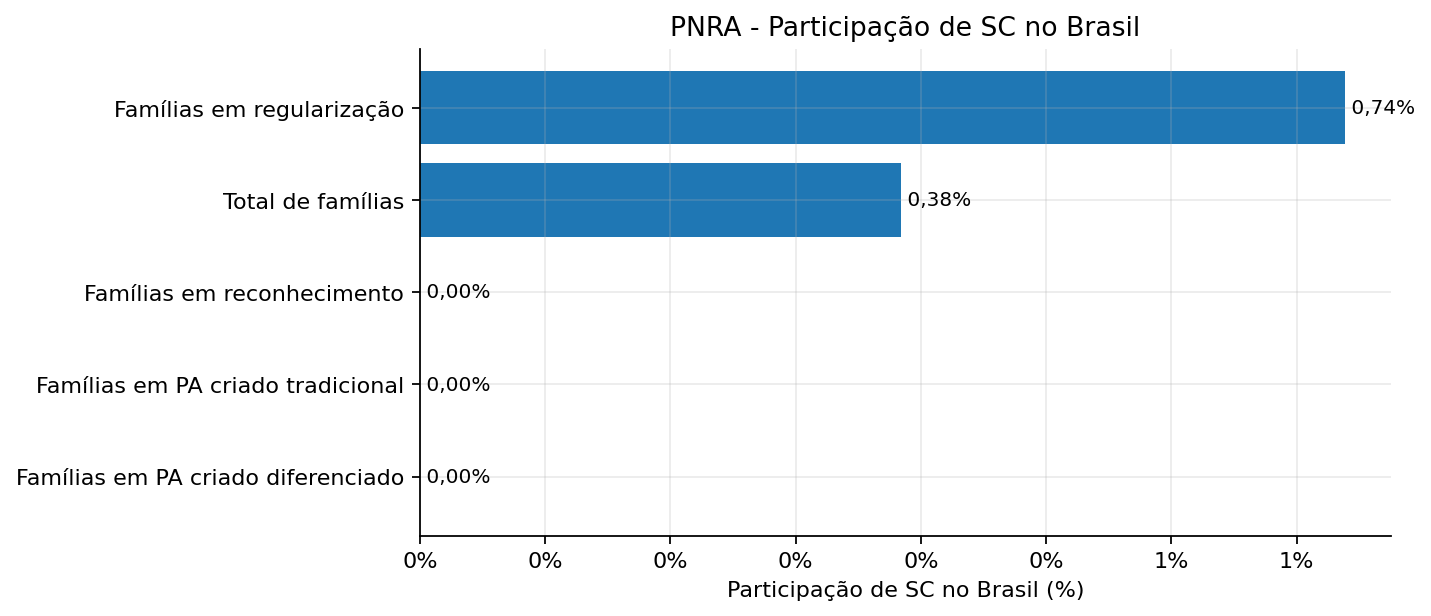 PNRA - Participação de SC no Brasil
Famílias em regularização
0,74%
Total de famílias
0,38%
Famílias em reconhecimento
0,00%
Famílias em PA criado tradicional
0,00%
Famílias em PA criado diferenciado
0,00%
0% 0% 0% 0% 0% 0% 1% 1%
Participação de SC no Brasil (%)